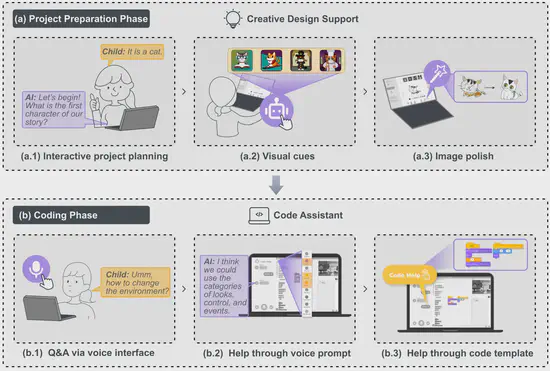 (a) Project Preparation Phase
Creative Design Support
Child: It is a cat.
AI: Let's begin!
What is the first
character of our
story?
(a.1) Interactive project planning
(a.2) Visual cues
(a.3) Image polish
(b) Coding Phase
Code Assistant
Child: Umm,
how to change
the environment?
AI: I think
we could
use the
categories
of looks,
control, and
events.
Code Help
(b.1) Q&A via voice interface
(b.2) Help through voice prompt
(b.3) Help through code template